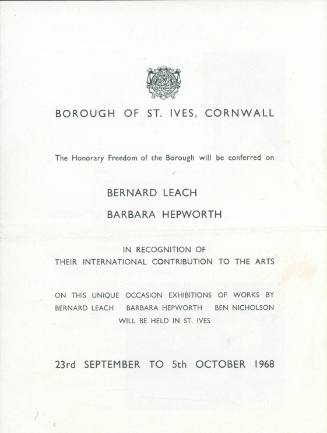 BOROUGH OF ST. IVES, CORNWALL
The Honorary Freedom of the Borough will be conferred on
BERNARD LEACH
BARBARA HEPWORTH
IN RECOGNITION OF
THEIR INTERNATIONAL CONTRIBUTION TO THE ARTS
ON THIS UNIQUE OCCASION EXHIBITIONS OF WORKS BY
BERNARD LEACH BARBARA HEPWORTH BEN NICHOLSON
WILL BE HELD IN ST. IVES
23rd SEPTEMBER TO 5th OCTOBER 1968